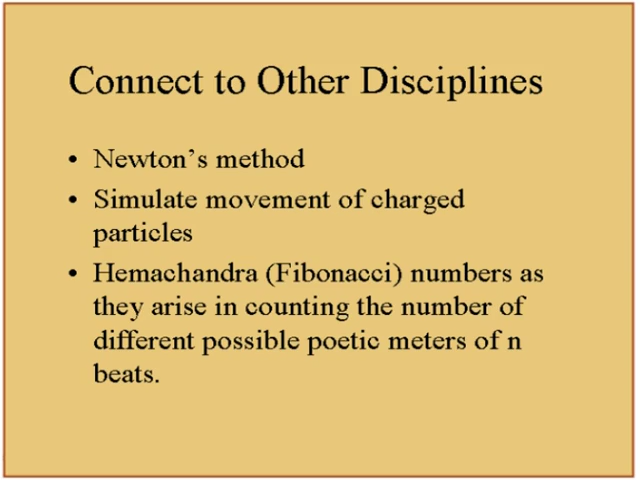 Connect to Other Disciplines
• Newton's method
• Simulate movement of charged
particles
• Hemachandra (Fibonacci) numbers as
they arise in counting the number of
different possible poetic meters of n
beats.